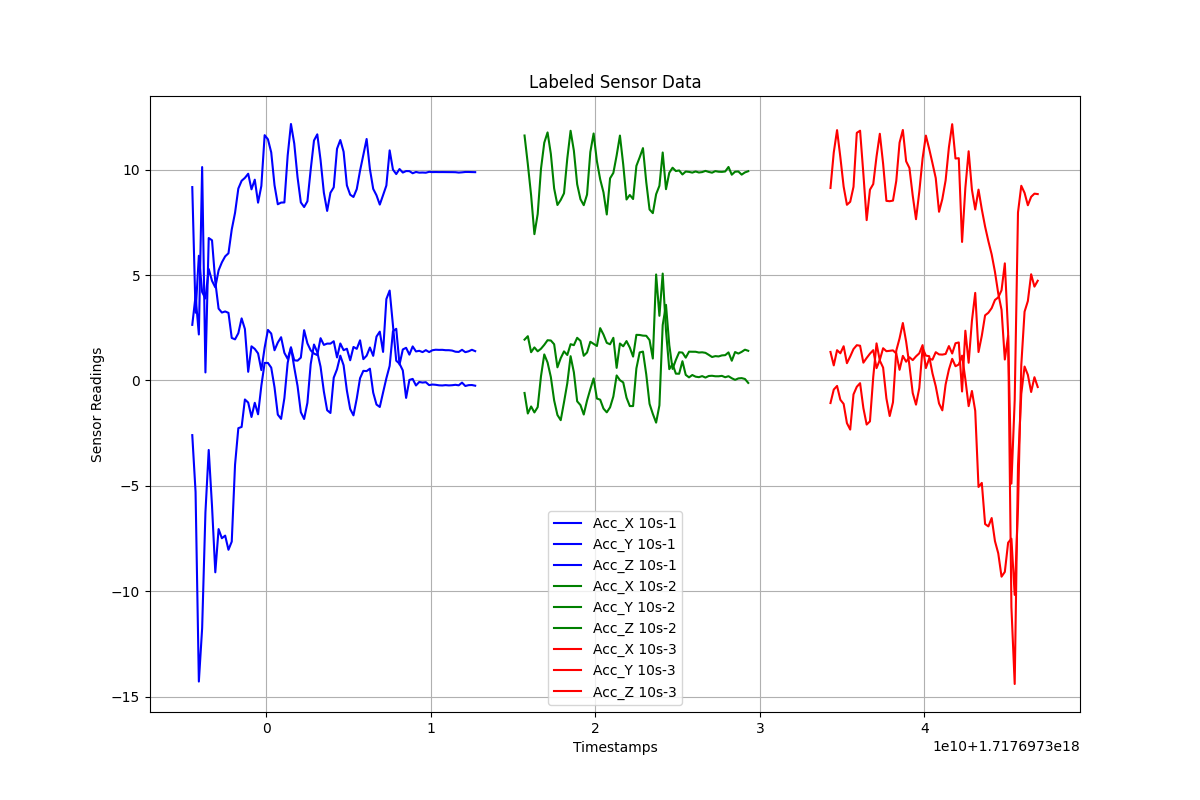 Labeled Sensor Data
Sensor Readings
10
5
0
−5
−10
−15
Acc_X 10s-1
Acc_Y 10s-1
Acc_Z 10s-1
Acc_X 10s-2
Acc_Y 10s-2
Acc_Z 10s-2
Acc_X 10s-3
Acc_Y 10s-3
Acc_Z 10s-3
0 1 2 3 4
Timestamps
1e10+1.7176973e18